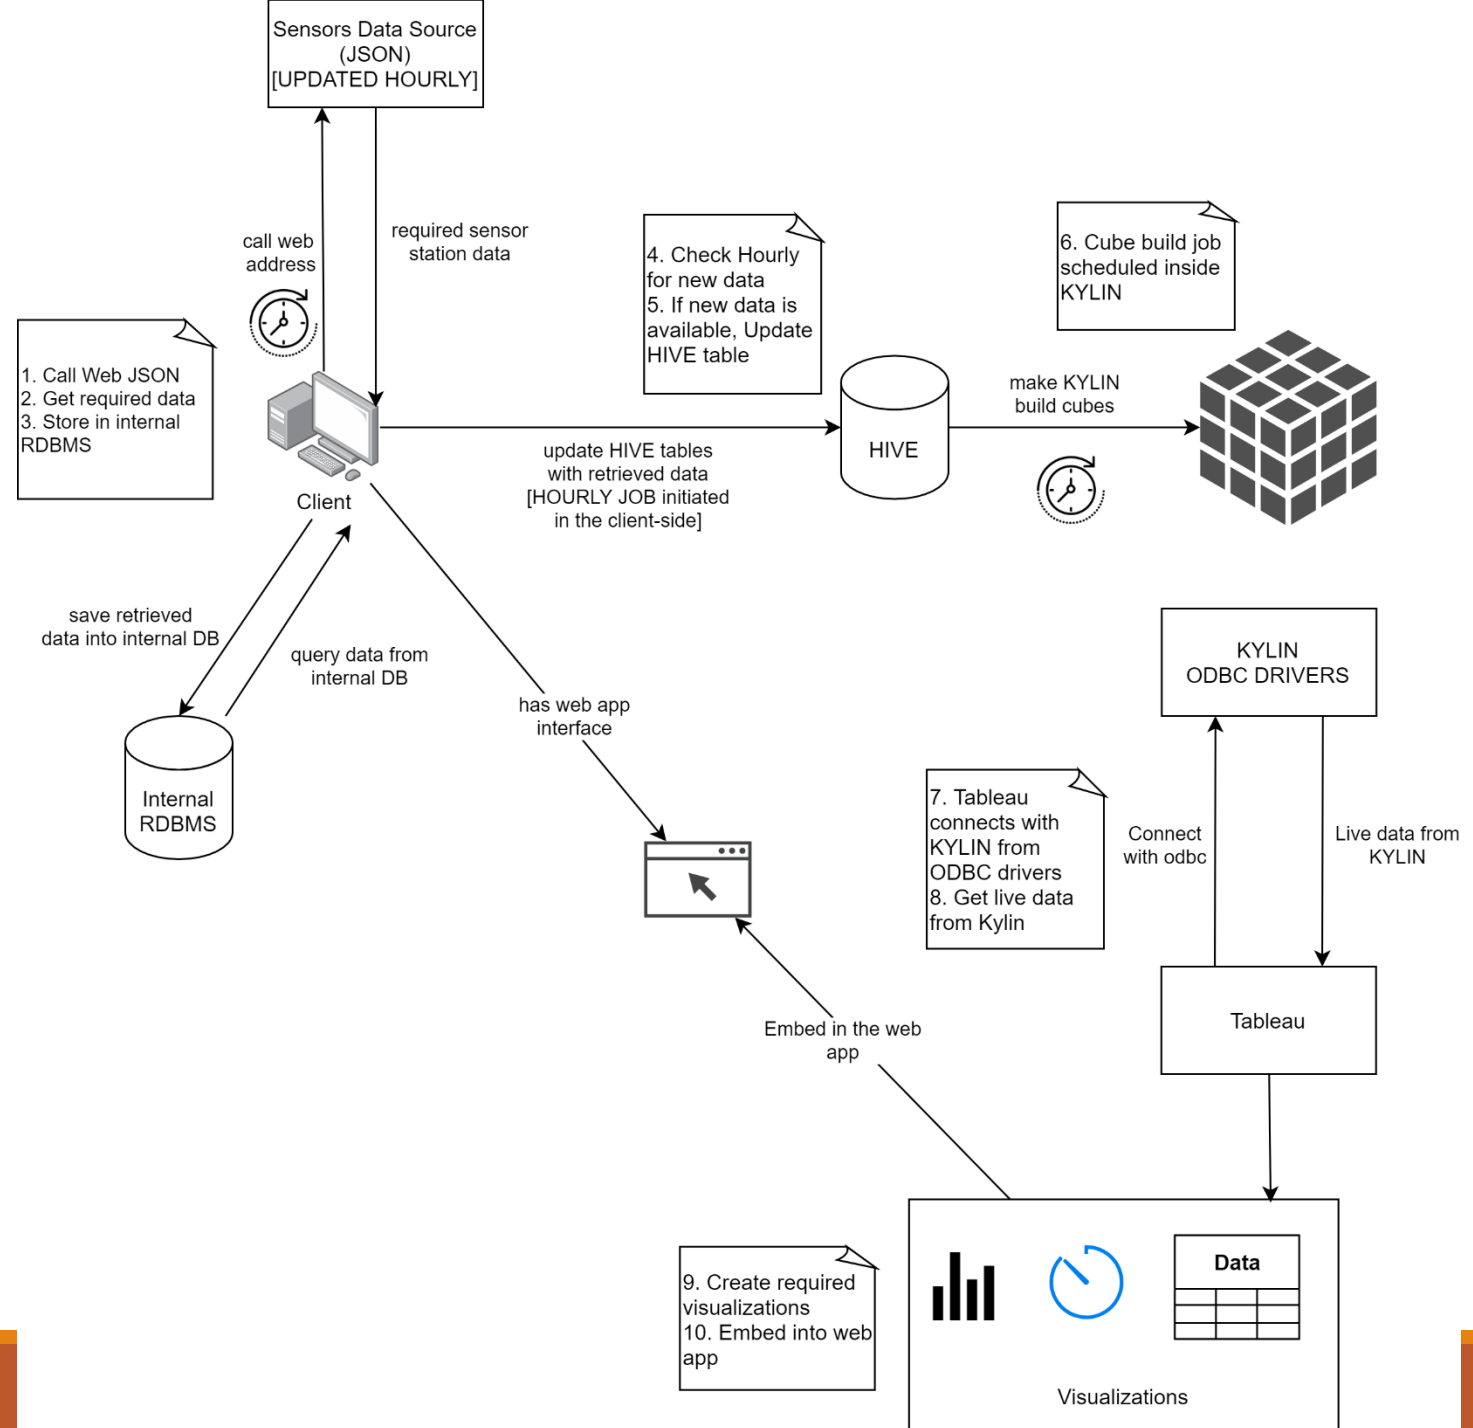 Sensors Data Source
(JSON)
[UPDATED HOURLY]
call web
address
required sensor
station data
1. Call Web JSON
2. Get required data
3. Store in internal
RDBMS
Client
4. Check Hourly
for new data
5. If new data is
available, Update
HIVE table
update HIVE tables
with retrieved data
[HOURLY JOB initiated
in the client-side]
HIVE
make KYLIN
build cubes
6. Cube build job
scheduled inside
KYLIN
save retrieved
data into internal DB
query data from
internal DB
Internal
RDBMS
has web app
interface
KYLIN
ODBC DRIVERS
7. Tableau
connects with
KYLIN from
ODBC drivers
8. Get live data
from Kylin
Connect
with odbc
Live data from
KYLIN
Tableau
Embed in the web
app
9. Create required
visualizations
10. Embed into web
app
Data
Visualizations